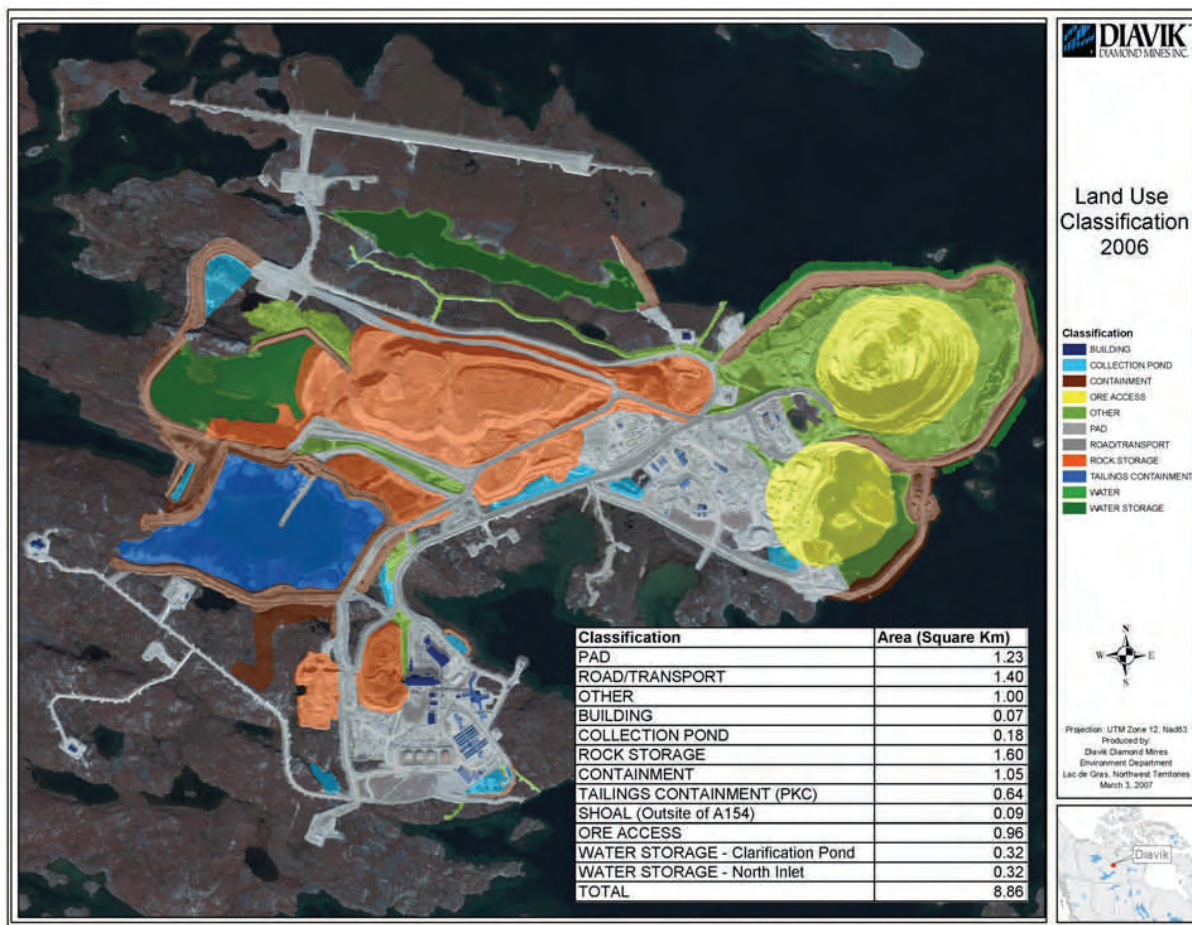 DIAVIK
DIAMOND MINES INC.
Land Use
Classification
2006
Classification
BUILDING
COLLECTION POND
CONTAINMENT
ORE ACCESS
OTHER
PAD
ROAD/TRANSPORT
ROCK STORAGE
TAILINGS CONTAINMENT
WATER
WATER STORAGE
N
W E
S
Projection: UTM Zone 12, Nad83
Produced by:
Diavik Diamond Mines
Environment Department
Lac de Gras, Northwest Territories
March 3, 2007
Diavik
Classification Area (Square Km)
PAD 1.23
ROAD/TRANSPORT 1.40
OTHER 1.00
BUILDING 0.07
COLLECTION POND 0.18
ROCK STORAGE 1.60
CONTAINMENT 1.05
TAILINGS CONTAINMENT (PKC) 0.64
SHOAL (Outsite of A154) 0.09
ORE ACCESS 0.96
WATER STORAGE - Clarification Pond 0.32
WATER STORAGE - North Inlet 0.32
TOTAL 8.86